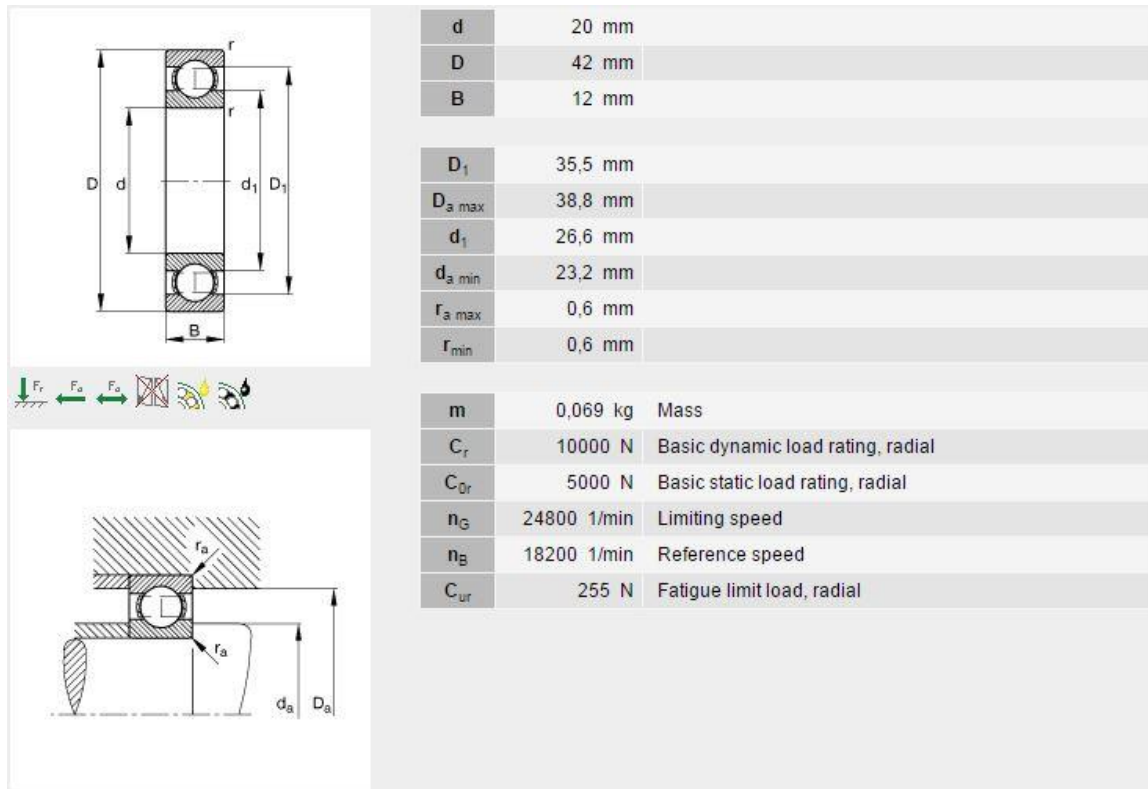 r
r
D
d
d1
D1
B
Fr
Fa
Fa
ra
ra
da
Da
d 20 mm
D 42 mm
B 12 mm
D1 35,5 mm
Da max 38,8 mm
d1 26,6 mm
da min 23,2 mm
ra max 0,6 mm
rmin 0,6 mm
m 0,069 kg Mass
Cr 10000 N Basic dynamic load rating, radial
C0r 5000 N Basic static load rating, radial
nG 24800 1/min Limiting speed
nB 18200 1/min Reference speed
Cur 255 N Fatigue limit load, radial